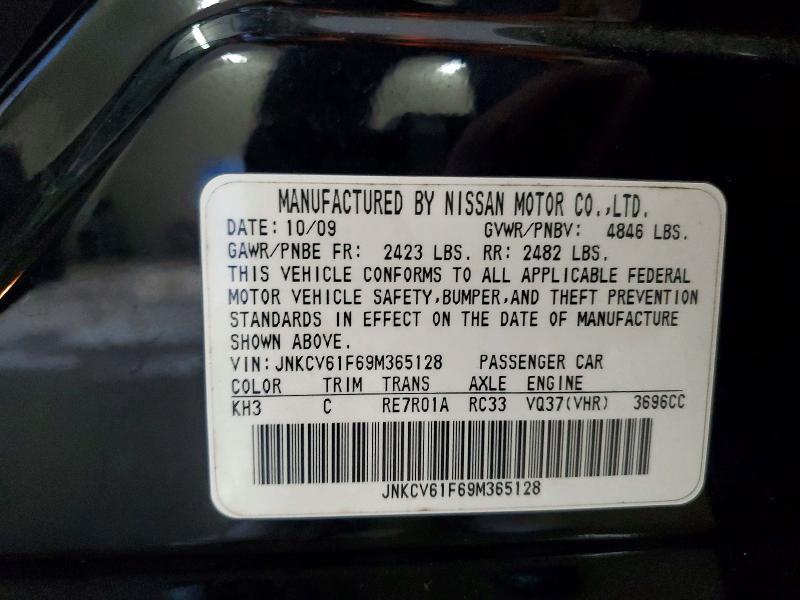 MANUFACTURED BY NISSAN MOTOR CO.,LTD.
DATE: 10/09 GVWR/PNBV: 4846 LBS.
GAWR/PNBE FR: 2423 LBS. RR: 2482 LBS.
THIS VEHICLE CONFORMS TO ALL APPLICABLE FEDERAL
MOTOR VEHICLE SAFETY,BUMPER,AND THEFT PREVENTION
STANDARDS IN EFFECT ON THE DATE OF MANUFACTURE
SHOWN ABOVE.
VIN: JNKCV61F69M365128 PASSENGER CAR
COLOR TRIM TRANS AXLE ENGINE
KH3 C RE7R01A RC33 VQ37(VHR) 3696CC
JNKCV61F69M365128